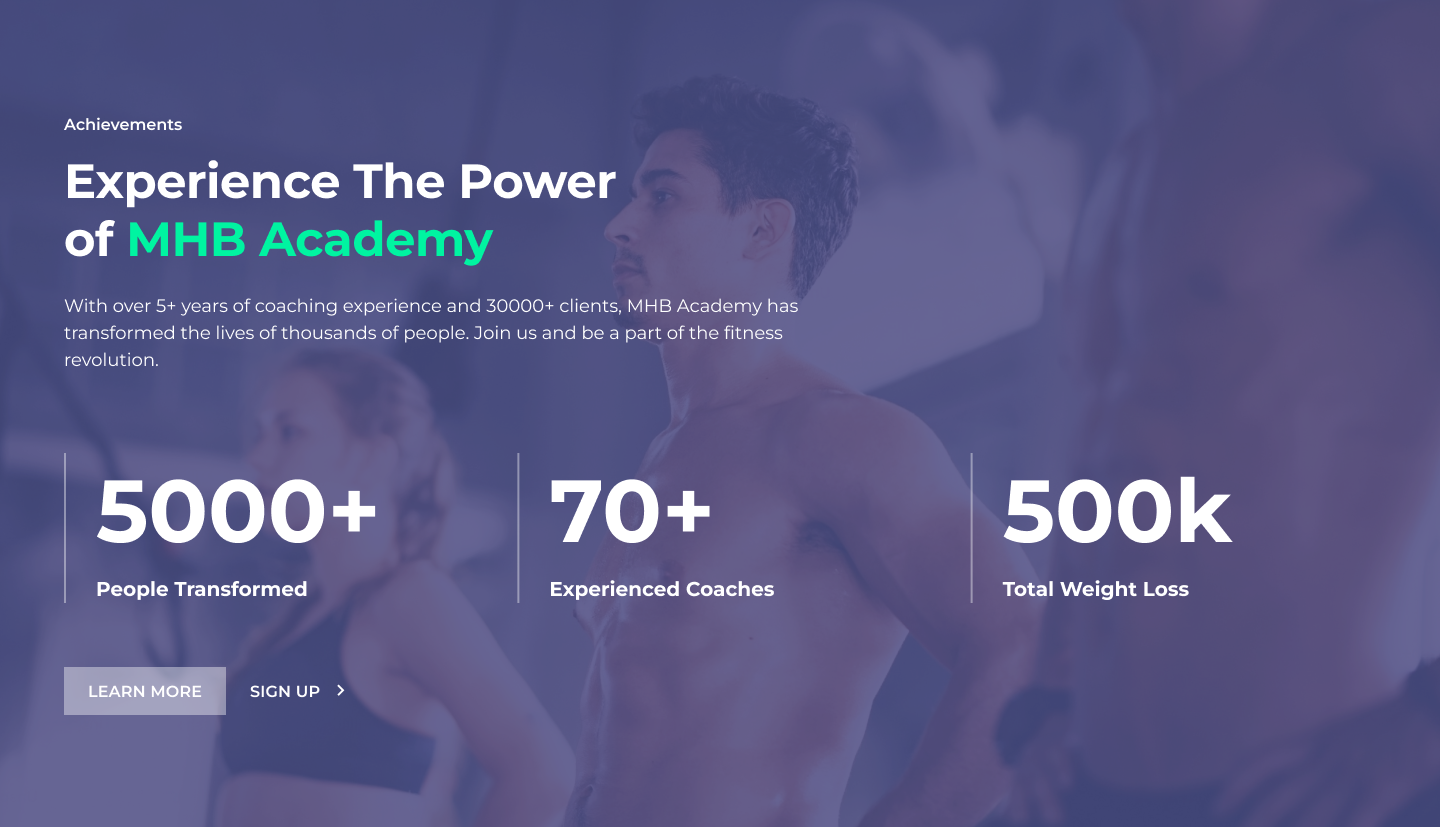 Achievements
Experience The Power
of MHB Academy
With over 5+ years of coaching experience and 30000+ clients, MHB Academy has
transformed the lives of thousands of people. Join us and be a part of the fitness
revolution.
5000+
People Transformed
70+
Experienced Coaches
500k
Total Weight Loss
LEARN MORE
SIGN UP